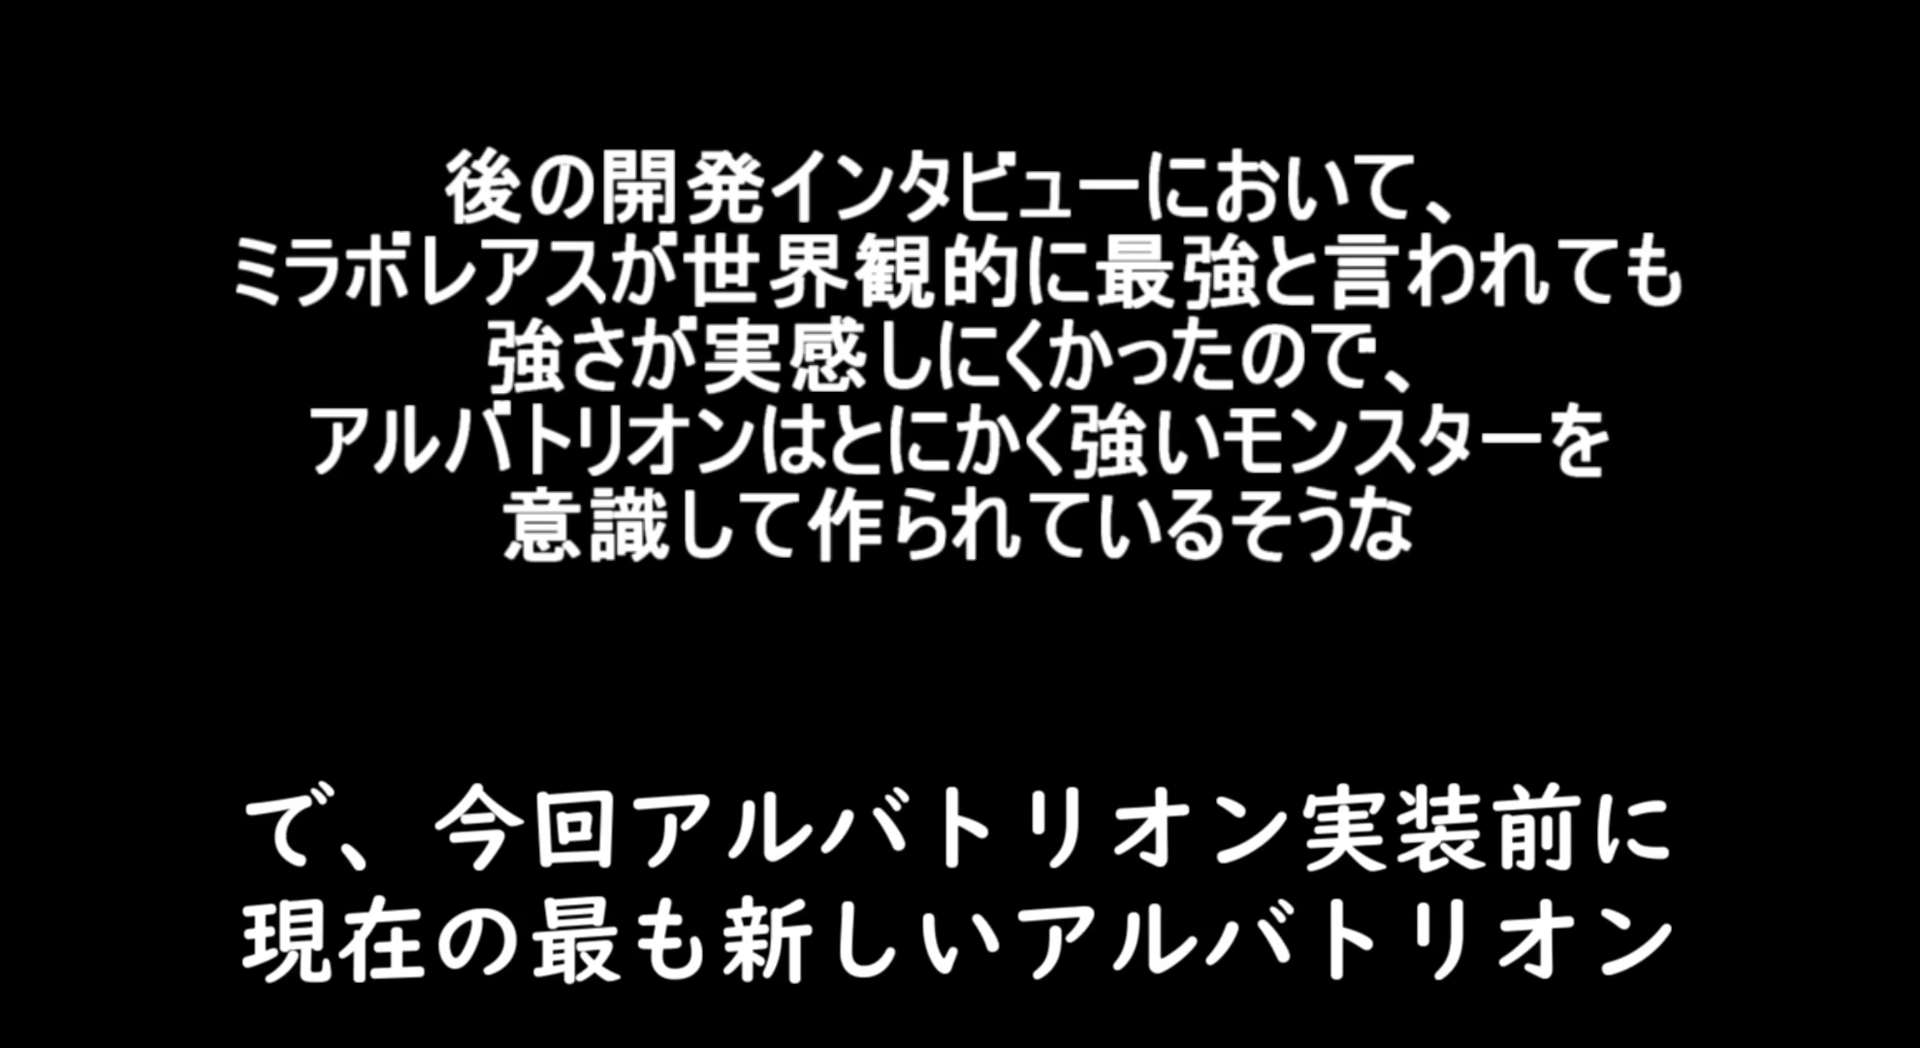 後の開発インタビューにおいて、
ミラボレアスが世界観的に最強と言われても
強さが実感しにくかったので、
アルバトリオンはとにかく強いモンスターを
意識して作られているそうな
で、今回アルバトリオン実装前に
現在の最も新しいアルバトリオン